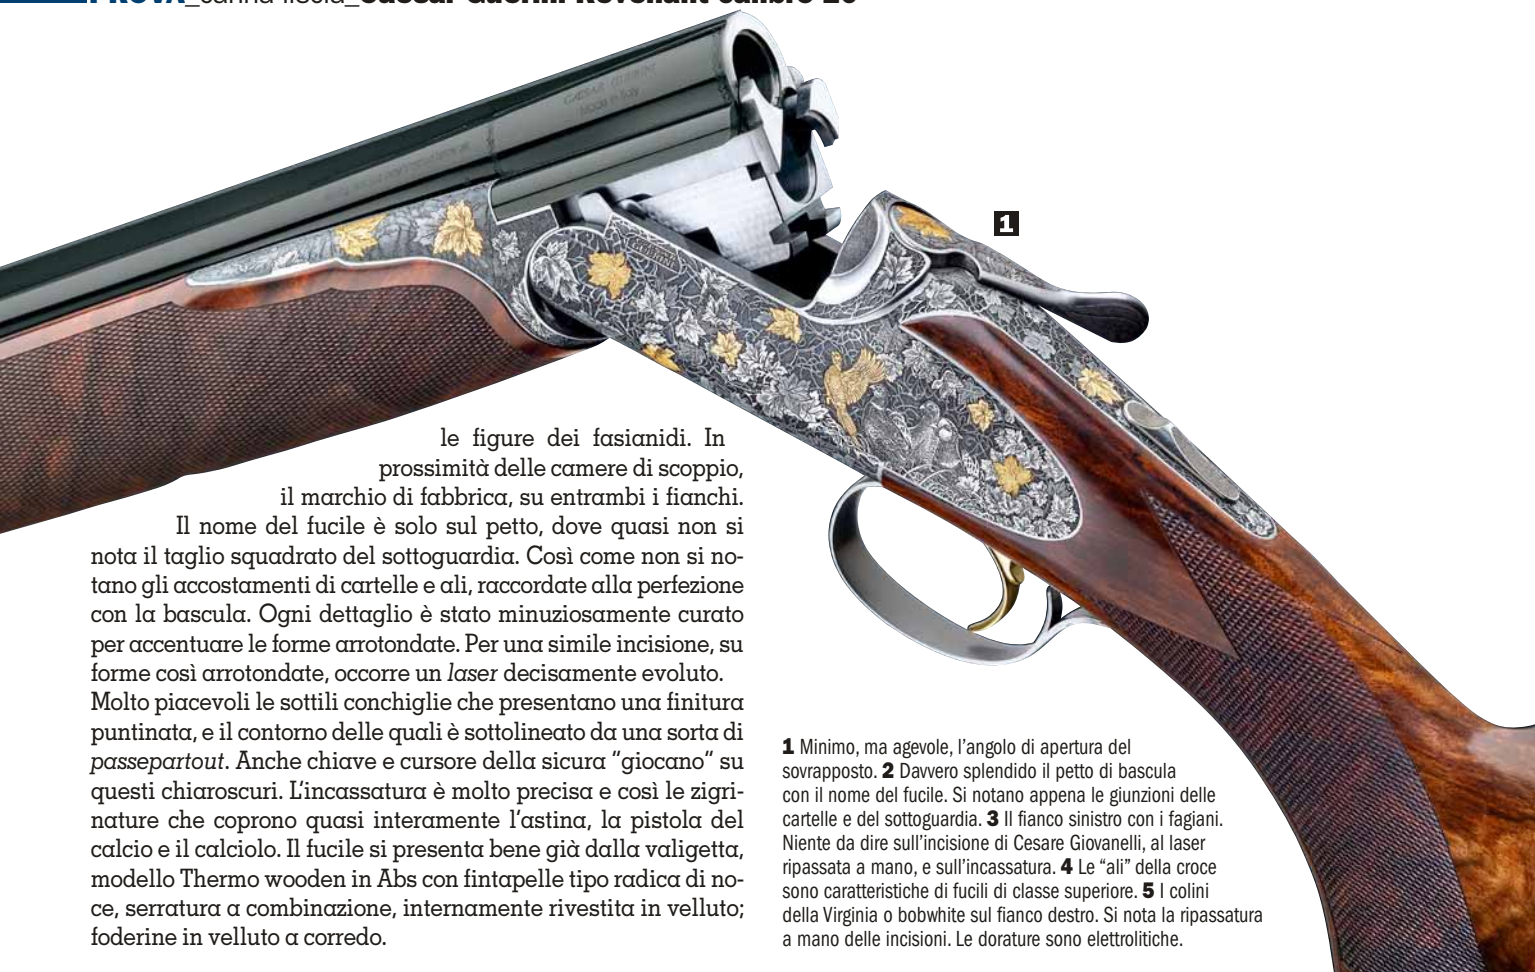 PROVA_canna liscia_Caesar Guerini Revenant calibro 20
CAESAR GUERINI
Made in Italy
1
le figure dei fasianidi. In
prossimità delle camere di scoppio,
il marchio di fabbrica, su entrambi i fianchi.
Il nome del fucile è solo sul petto, dove quasi non si
nota il taglio squadrato del sottoguardia. Così come non si no-
tano gli accostamenti di cartelle e ali, raccordate alla perfezione
con la bascula. Ogni dettaglio è stato minuziosamente curato
per accentuare le forme arrotondate. Per una simile incisione, su
forme così arrotondate, occorre un laser decisamente evoluto.
Molto piacevoli le sottili conchiglie che presentano una finitura
puntinata, e il contorno delle quali è sottolineato da una sorta di
passepartout. Anche chiave e cursore della sicura “giocano” su
questi chiaroscuri. L’incassatura è molto precisa e così le zigri-
nature che coprono quasi interamente l’astina, la pistola del
calcio e il calciolo. Il fucile si presenta bene già dalla valigetta,
modello Thermo wooden in Abs con fintapelle tipo radica di no-
ce, serratura a combinazione, internamente rivestita in velluto;
foderine in velluto a corredo.
1 Minimo, ma agevole, l’angolo di apertura del
sovrapposto. 2 Davvero splendido il petto di bascula
con il nome del fucile. Si notano appena le giunzioni delle
cartelle e del sottoguardia. 3 Il fianco sinistro con i fagiani.
Niente da dire sull’incisione di Cesare Giovanelli, al laser
ripassata a mano, e sull’incassatura. 4 Le “ali” della croce
sono caratteristiche di fucili di classe superiore. 5 I colini
della Virginia o bobwhite sul fianco destro. Si nota la ripassatura
a mano delle incisioni. Le dorature sono elettrolitiche.